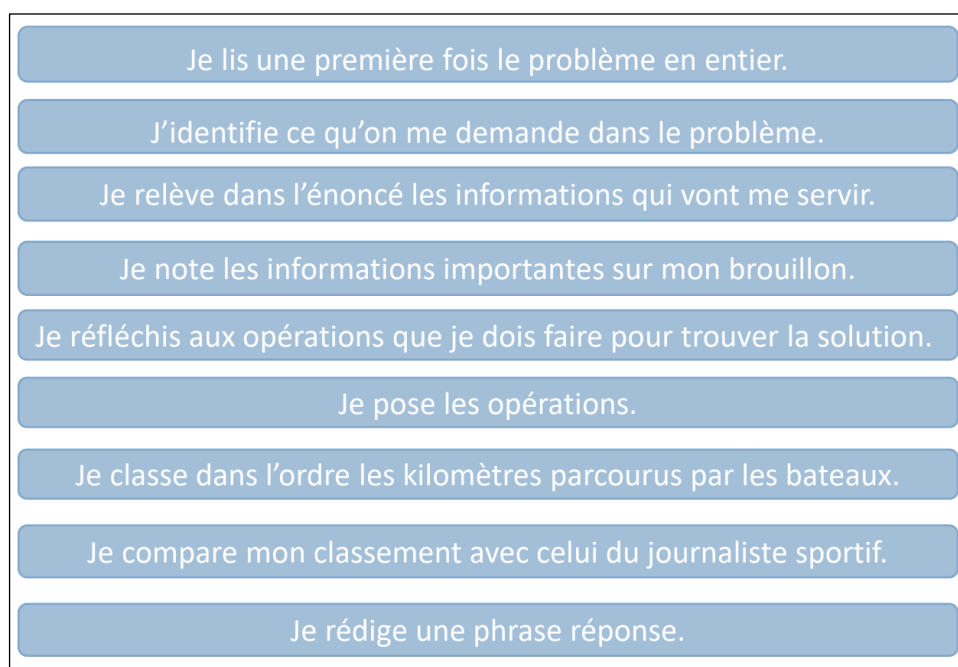 Je lis une première fois le problème en entier.
J’identifie ce qu’on me demande dans le problème.
Je relève dans l’énoncé les informations qui vont me servir.
Je note les informations importantes sur mon brouillon.
Je réfléchis aux opérations que je dois faire pour trouver la solution.
Je pose les opérations.
Je classe dans l’ordre les kilomètres parcourus par les bateaux.
Je compare mon classement avec celui du journaliste sportif.
Je rédige une phrase réponse.